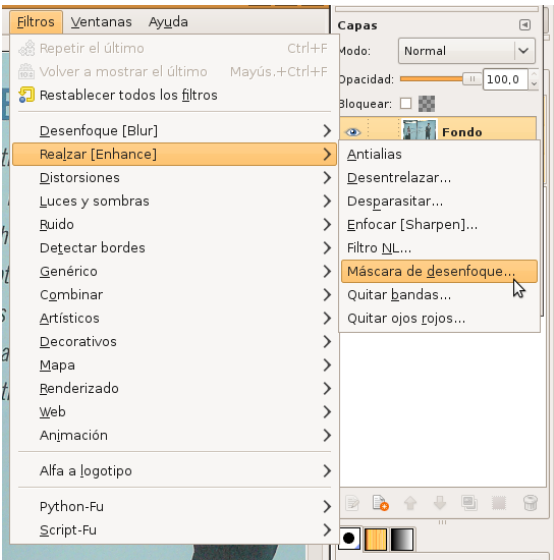 Filtros Ventanas Ayuda
Repetir el último Ctrl+F
Volver a mostrar el último Mayús.+Ctrl+F
Restablecer todos los filtros
Desenfoque [Blur]
Realzar [Enhance]
Distorsiones
Luces y sombras
Ruido
Detectar bordes
Genérico
Combinar
Artísticos
Decorativos
Mapa
Renderizado
Web
Animación
Alfa a logotipo
Python-Fu
Script-Fu
Capas
Modo: Normal
Opacidad: 100,0
Bloquear:
Fondo
Antialias
Desentrelazar...
Desparasitar...
Enfocar [Sharpen]...
Filtro NL...
Máscara de desenfoque...
Quitar bandas...
Quitar ojos rojos...